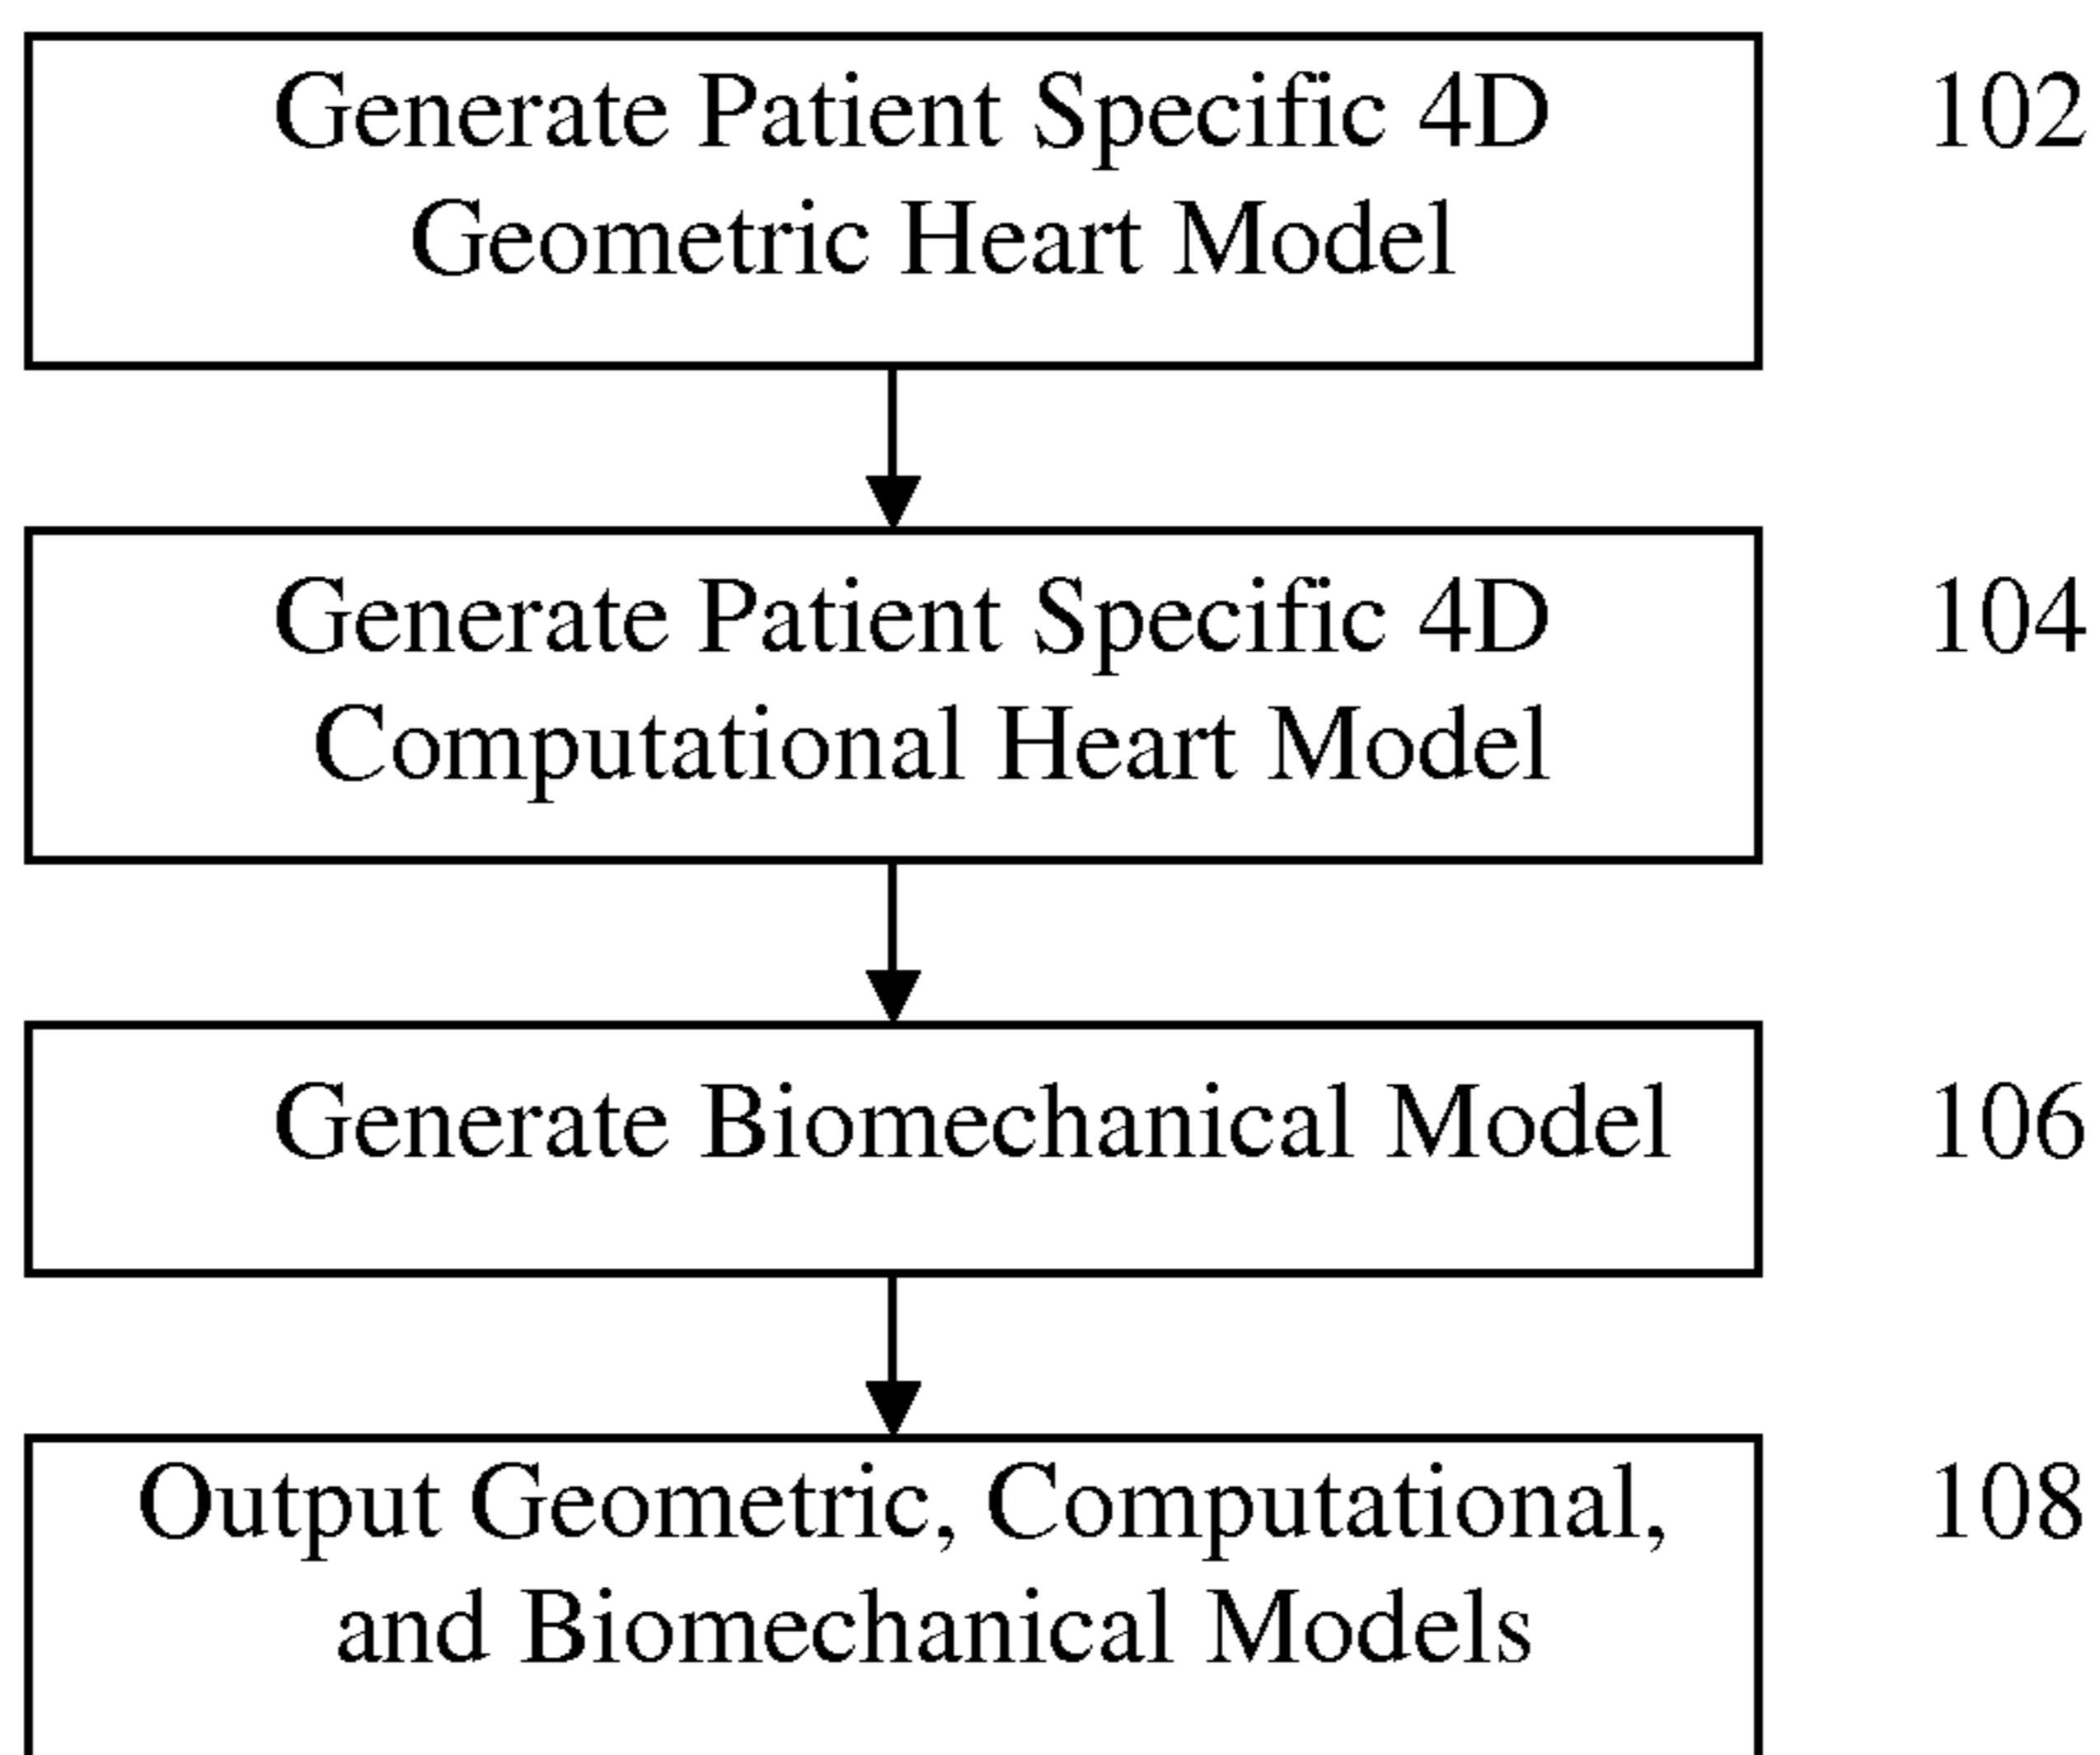 Generate Patient Specific 4D
Geometric Heart Model
102
Generate Patient Specific 4D
Computational Heart Model
104
Generate Biomechanical Model
106
Output Geometric, Computational,
and Biomechanical Models
108